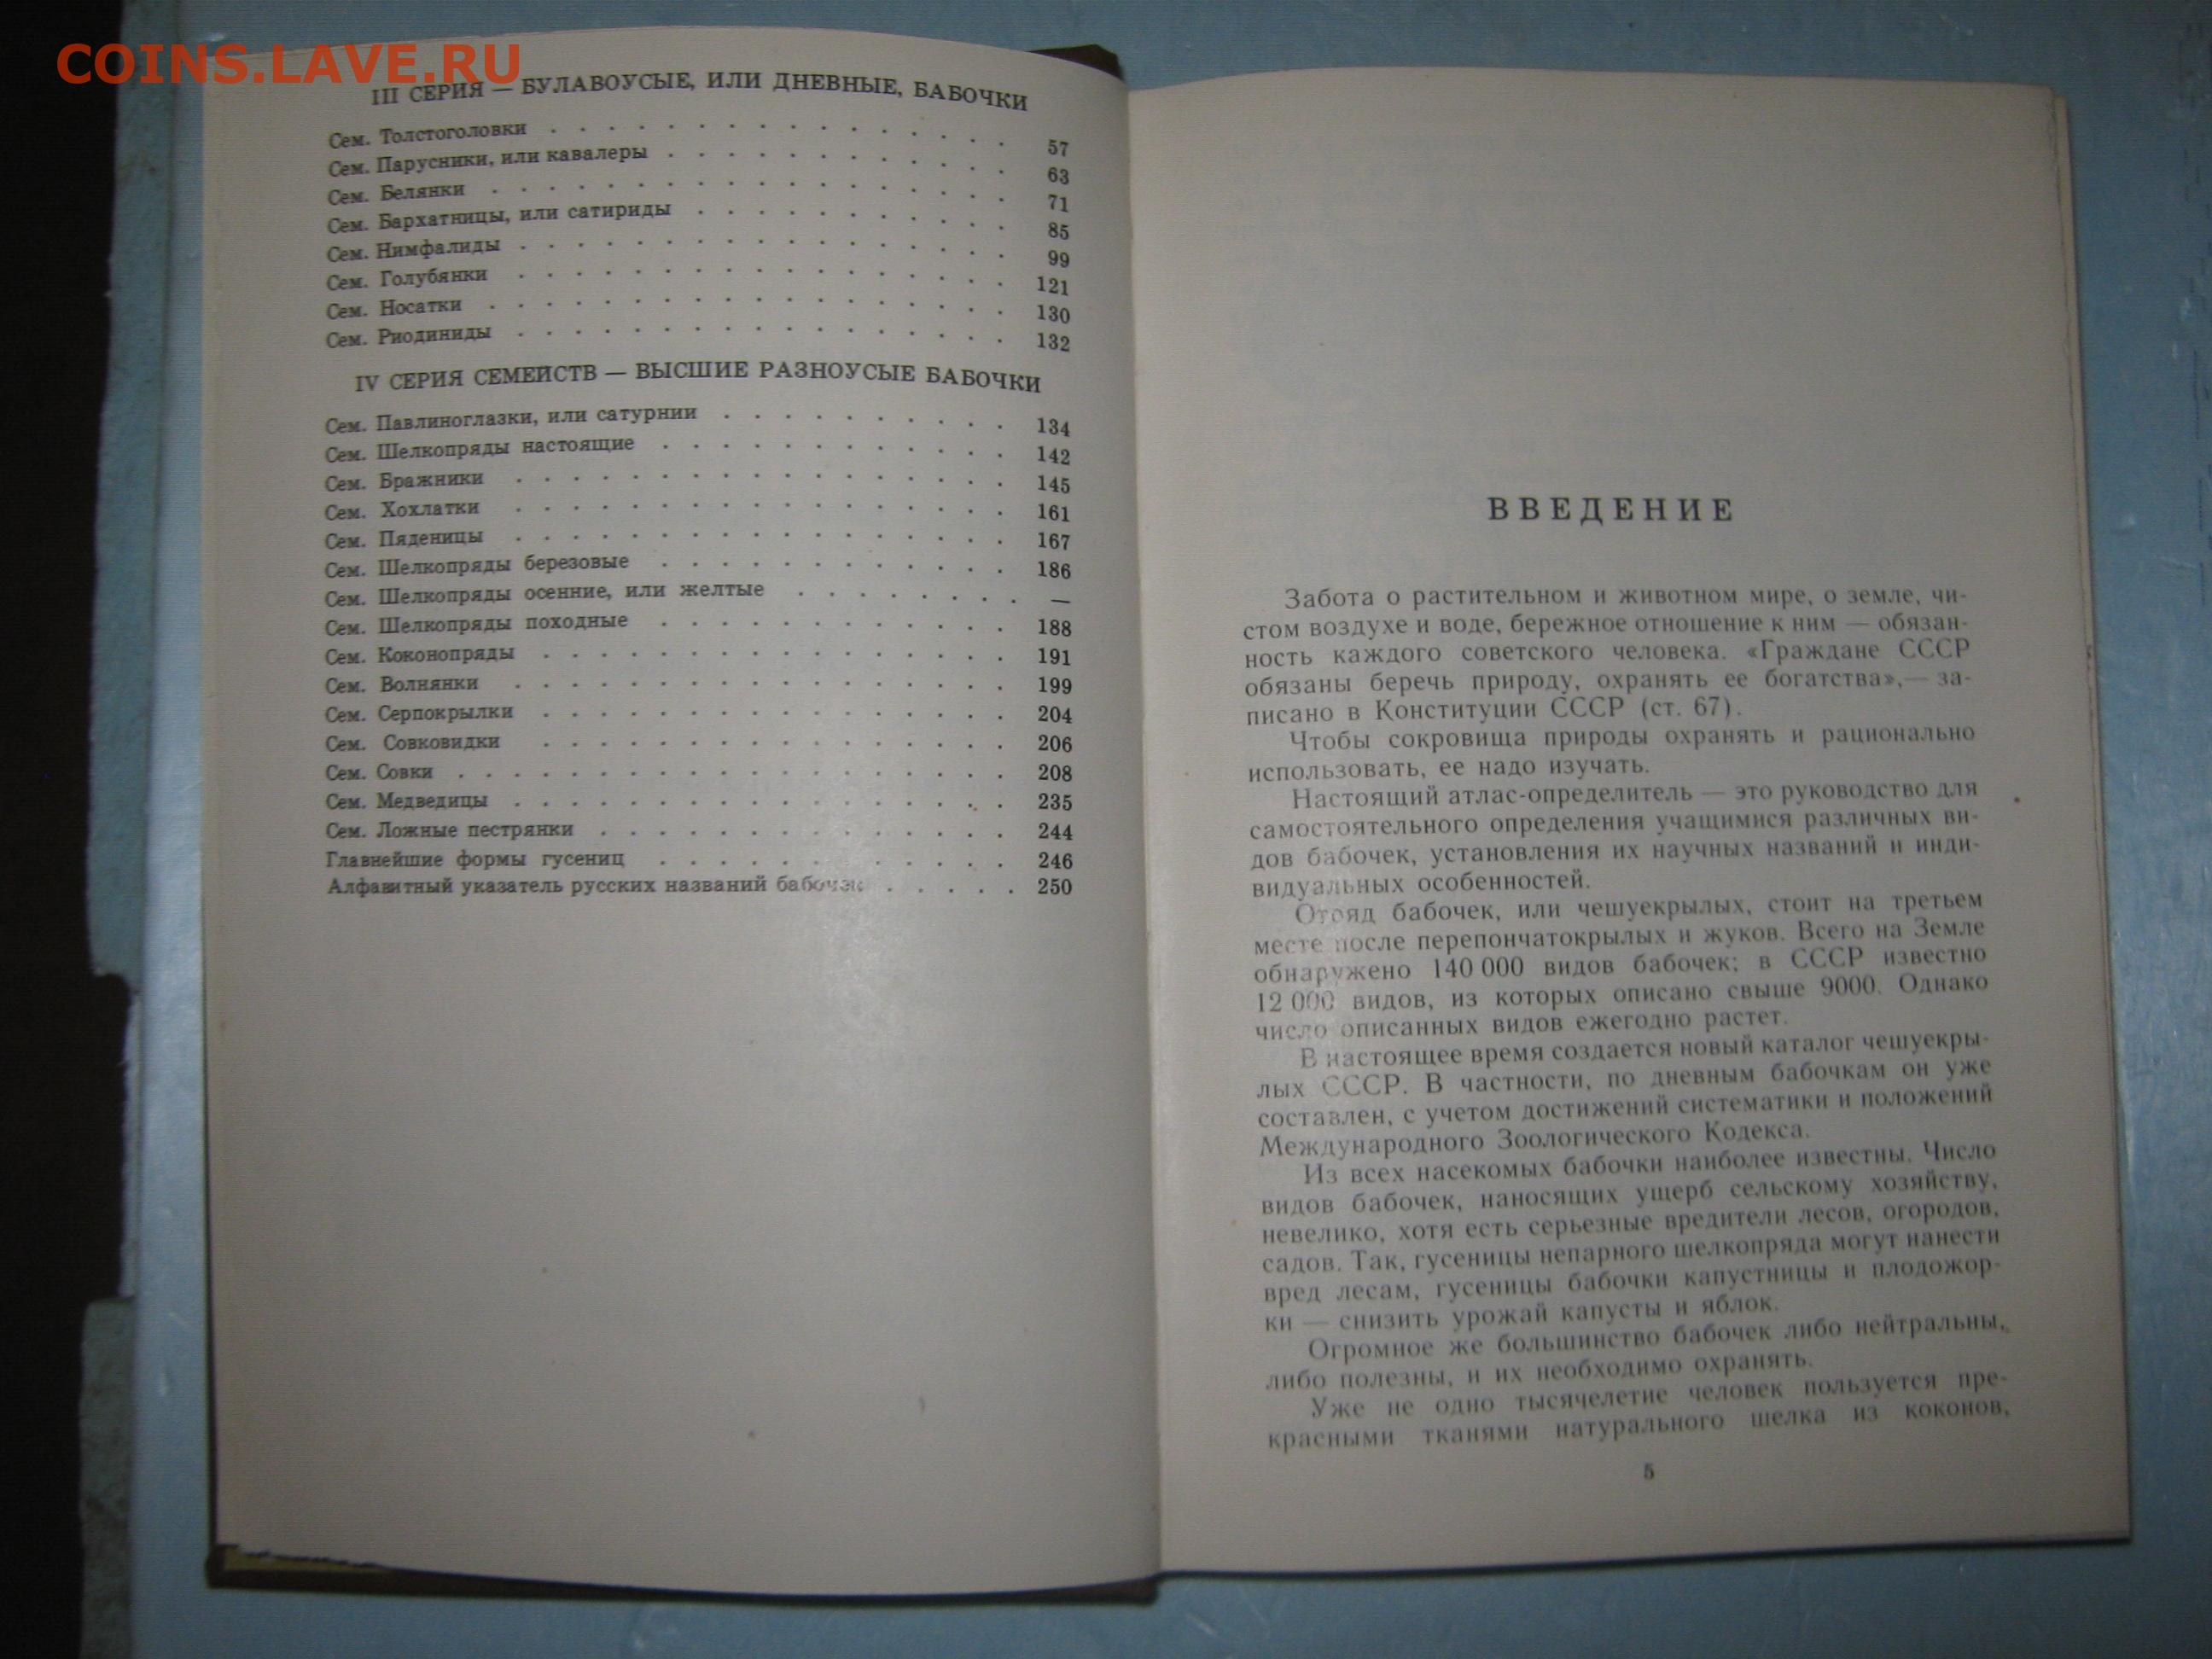 COINS.LAVE.RU
III СЕРИЯ — БУЛАВОУСЫЕ, ИЛИ ДНЕВНЫЕ, БАБОЧКИ
Сем. Толстоголовки . . . . . . . . . . . . . . . . 57
Сем. Парусники, или кавалеры . . . . . . . . . . . . 63
Сем. Белянки . . . . . . . . . . . . . . . . . . 71
Сем. Бархатницы, или сатириды . . . . . . . . . . . 85
Сем. Нимфалиды . . . . . . . . . . . . . . . . . 99
Сем. Голубянки . . . . . . . . . . . . . . . . . 121
Сем. Носатки . . . . . . . . . . . . . . . . . . 130
Сем. Риодиниды . . . . . . . . . . . . . . . . . 132
IV СЕРИЯ СЕМЕЙСТВ — ВЫСШИЕ РАЗНОУСЫЕ БАБОЧКИ
Сем. Павлиноглазки, или сатурнии . . . . . . . . . . 134
Сем. Шелкопряды настоящие . . . . . . . . . . . . 142
Сем. Бражники . . . . . . . . . . . . . . . . . 145
Сем. Хохлатки . . . . . . . . . . . . . . . . . 161
Сем. Пяденицы . . . . . . . . . . . . . . . . . 167
Сем. Шелкопряды березовые . . . . . . . . . . . . 186
Сем. Шелкопряды осенние, или желтые . . . . . . . . —
Сем. Шелкопряды походные . . . . . . . . . . . . 188
Сем. Коконопряды . . . . . . . . . . . . . . . . 191
Сем. Волнянки . . . . . . . . . . . . . . . . . 199
Сем. Серпокрылки . . . . . . . . . . . . . . . . 204
Сем. Совковидки . . . . . . . . . . . . . . . . 206
Сем. Совки . . . . . . . . . . . . . . . . . . . 208
Сем. Медведицы . . . . . . . . . . . . . . . . . 235
Сем. Ложные пестрянки . . . . . . . . . . . . . . 244
Главнейшие формы гусениц . . . . . . . . . . . . 246
Алфавитный указатель русских названий бабочек . . . . . 250
ВВЕДЕНИЕ
Забота о растительном и животном мире, о земле, чи-
стом воздухе и воде, бережное отношение к ним — обязан-
ность каждого советского человека. «Граждане СССР
обязаны беречь природу, охранять ее богатства»,— за-
писано в Конституции СССР (ст. 67).
Чтобы сокровища природы охранять и рационально
использовать, ее надо изучать.
Настоящий атлас-определитель — это руководство для
самостоятельного определения учащимися различных ви-
дов бабочек, установления их научных названий и инди-
видуальных особенностей.
Отряд бабочек, или чешуекрылых, стоит на третьем
месте после перепончатокрылых и жуков. Всего на Земле
обнаружено 140 000 видов бабочек; в СССР известно
12 000 видов, из которых описано свыше 9000. Однако
число описанных видов ежегодно растет.
В настоящее время создается новый каталог чешуекры-
лых СССР. В частности, по дневным бабочкам он уже
составлен, с учетом достижений систематики и положений
Международного Зоологического Кодекса.
Из всех насекомых бабочки наиболее известны. Число
видов бабочек, наносящих ущерб сельскому хозяйству,
невелико, хотя есть серьезные вредители лесов, огородов,
садов. Так, гусеницы непарного шелкопряда могут нанести
вред лесам, гусеницы бабочки капустницы и плодожор-
ки — снизить урожай капусты и яблок.
Огромное же большинство бабочек либо нейтральны,
либо полезны, и их необходимо охранять.
Уже не одно тысячелетие человек пользуется пре-
красными тканями натурального шелка из коконов,
5